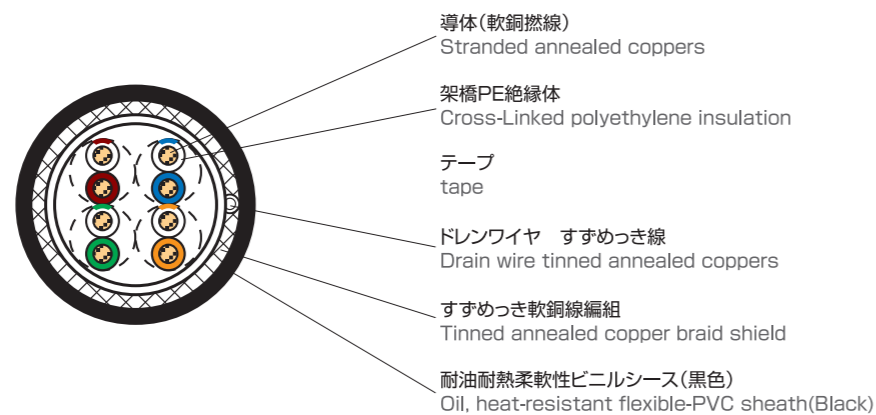 導体(軟銅撚線)
Stranded annealed coppers
架橋PE絶縁体
Cross-Linked polyethylene insulation
テープ
tape
ドレンワイヤ　すずめっき線
Drain wire tinned annealed coppers
すずめっき軟銅線編組
Tinned annealed copper braid shield
耐油耐熱柔軟性ビニルシース(黒色)
Oil, heat-resistant flexible-PVC sheath(Black)